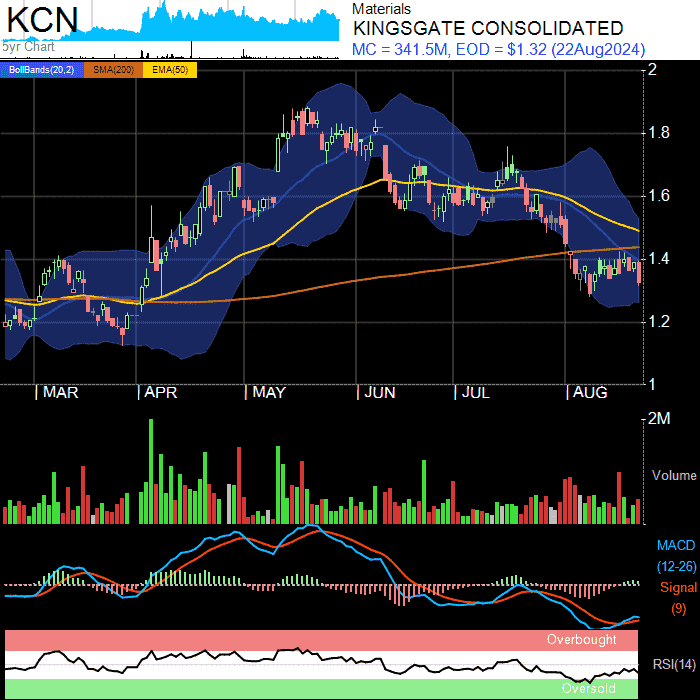 KCN
5yr Chart
Materials
KINGSGATE CONSOLIDATED
MC = 341.5M, EOD = $1.32 (22Aug2024)
BollBands(20,2) SMA(200) EMA(50)
2
1.8
1.6
1.4
1.2
1
MAR APR MAY JUN JUL AUG
2M
Volume
MACD
(12-26)
Signal
(9)
Overbought
RSI(14)
Oversold